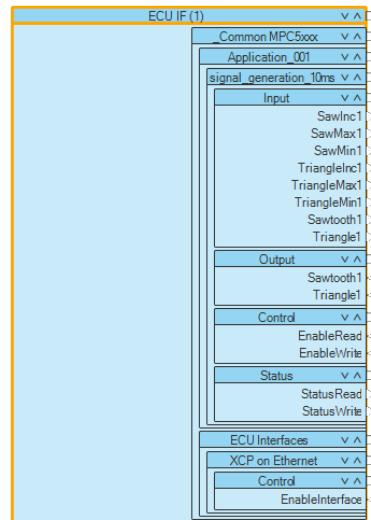 ECU IF (1)
_Common MPC5xxx
Application_001
signal_generation_10ms
Input
SawInc1
SawMax1
SawMin1
TriangleInc1
TriangleMax1
TriangleMin1
Sawtooth1
Triangle1
Output
Sawtooth1
Triangle1
Control
EnableRead
EnableWrite
Status
StatusRead
StatusWrite
ECU Interfaces
XCP on Ethernet
Control
EnableInterface